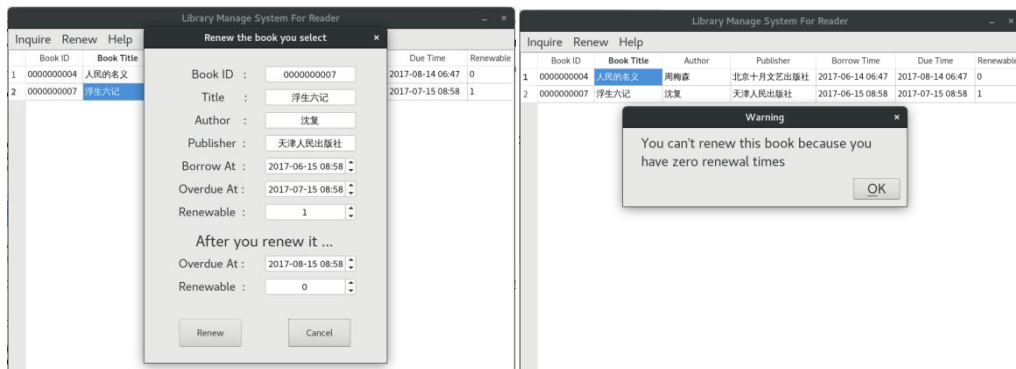 Library Manage System For Reader
Inquire Renew Help
Book ID Book Title Due Time Renewable
1 0000000004 人民的名义 2017-08-14 06:47 0
2 0000000007 浮生六记 2017-07-15 08:58 1
Renew the book you select
Book ID : 0000000007
Title : 浮生六记
Author : 沈复
Publisher : 天津人民出版社
Borrow At : 2017-06-15 08:58
Overdue At : 2017-07-15 08:58
Renewable : 1
After you renew it ...
Overdue At : 2017-08-15 08:58
Renewable : 0
Renew Cancel
Library Manage System For Reader
Inquire Renew Help
Book ID Book Title Author Publisher Borrow Time Due Time Renewable
1 0000000004 人民的名义 周梅森 北京十月文艺出版社 2017-06-14 06:47 2017-08-14 06:47 0
2 0000000007 浮生六记 沈复 天津人民出版社 2017-06-15 08:58 2017-07-15 08:58 1
Warning
You can't renew this book because you
have zero renewal times
OK